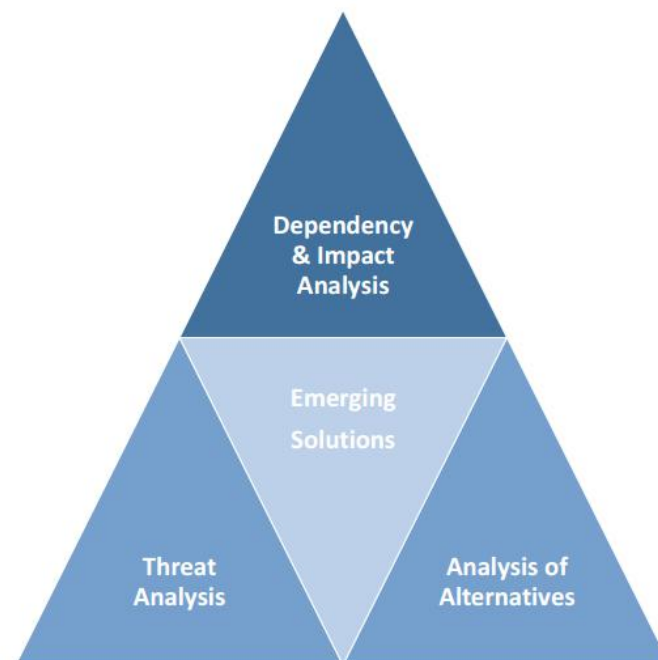 Dependency
& Impact
Analysis
Emerging
Solutions
Threat
Analysis
Analysis of
Alternatives